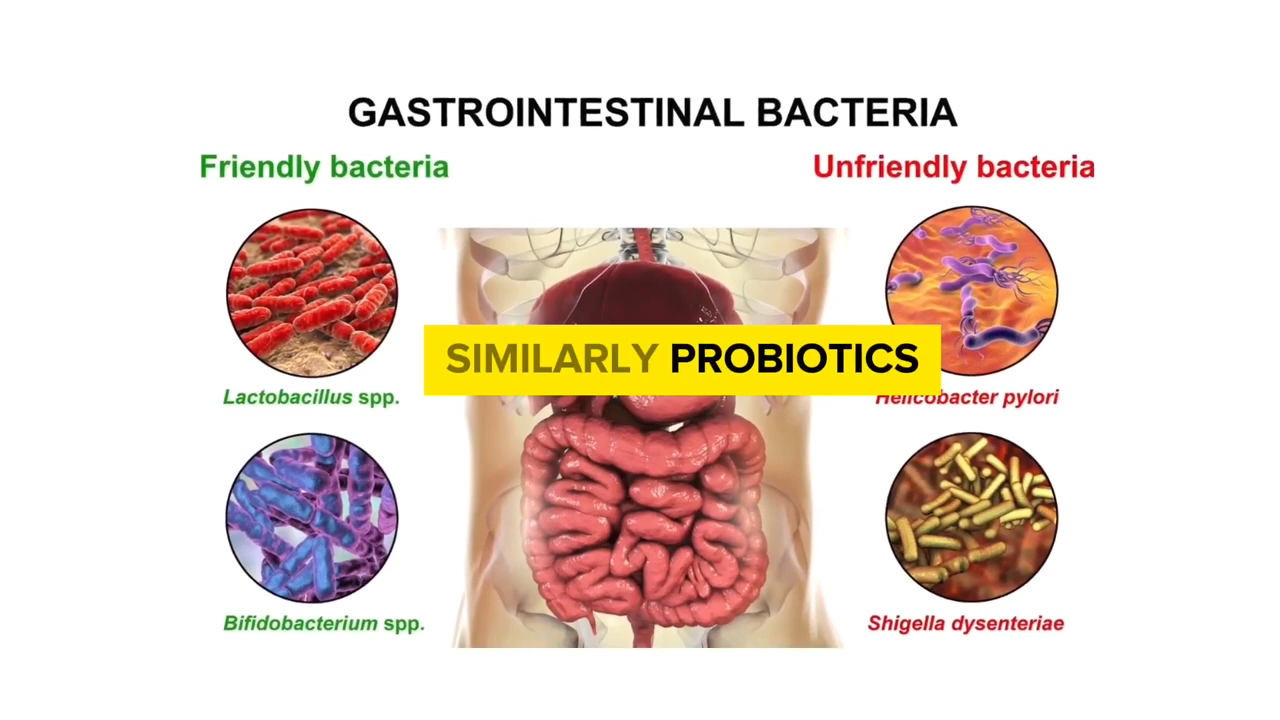 GASTROINTESTINAL BACTERIA
Friendly bacteria
Unfriendly bacteria
SIMILARLY PROBIOTICS
Lactobacillus spp.
Helicobacter pylori
Bifidobacterium spp.
Shigella dysenteriae